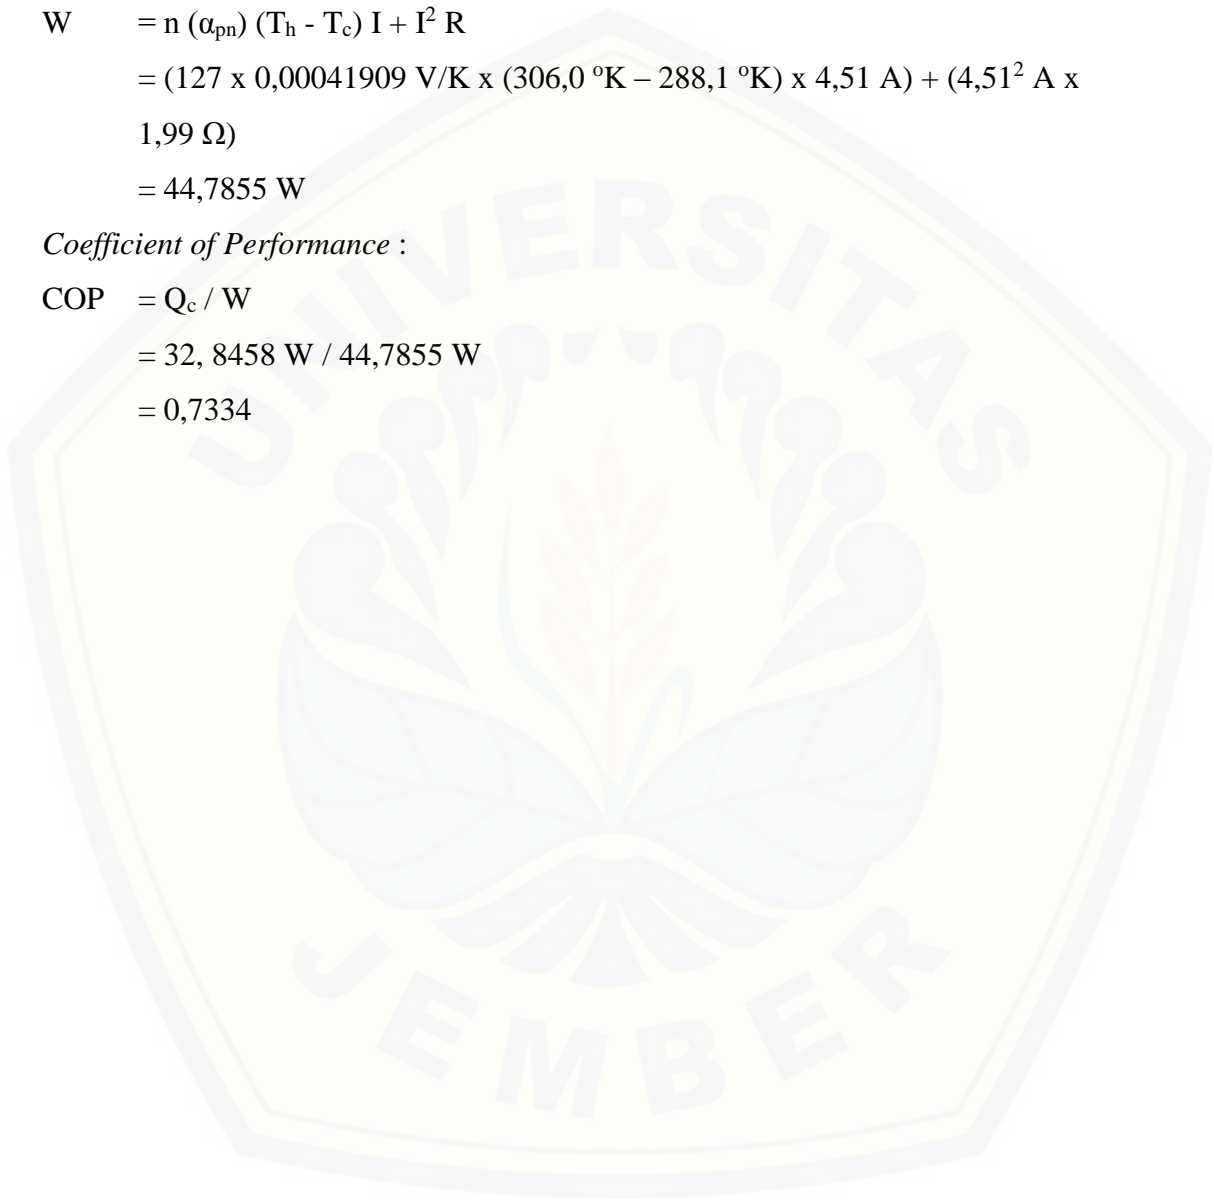 W = n (αpn) (Th - Tc) I + I² R
= (127 x 0,00041909 V/K x (306,0 ᵒK – 288,1 ᵒK) x 4,51 A) + (4,51² A x
1,99 Ω)
= 44,7855 W
Coefficient of Performance :
COP = Qc / W
= 32, 8458 W / 44,7855 W
= 0,7334
UNIVERSITAS
JEMBER